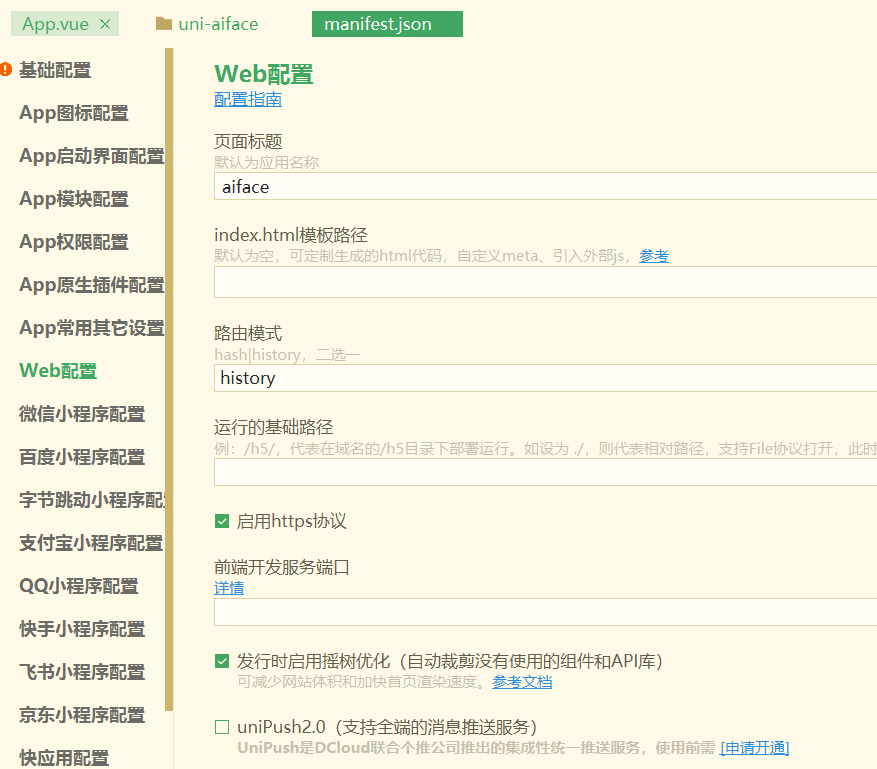 App.vue
uni-aiface
manifest.json
基础配置
App图标配置
App启动界面配置
App模块配置
App权限配置
App原生插件配置
App常用其它设置
Web配置
微信小程序配置
百度小程序配置
字节跳动小程序配
支付宝小程序配置
QQ小程序配置
快手小程序配置
飞书小程序配置
京东小程序配置
快应用配置
Web配置
配置指南
页面标题
默认为应用名称
aiface
index.html模板路径
默认为空，可定制生成的html代码，自定义meta、引入外部js，参考
路由模式
hash|history，二选一
history
运行的基础路径
例：/h5/，代表在域名的/h5目录下部署运行。如设为 ./，则代表相对路径，支持File协议打开，此时
启用https协议
前端开发服务端口
详情
发行时启用摇树优化（自动裁剪没有使用的组件和API库）
可减少网站体积和加快首页渲染速度。参考文档
uniPush2.0（支持全端的消息推送服务）
UniPush是DCloud联合个推公司推出的集成性统一推送服务，使用前需 [申请开通]